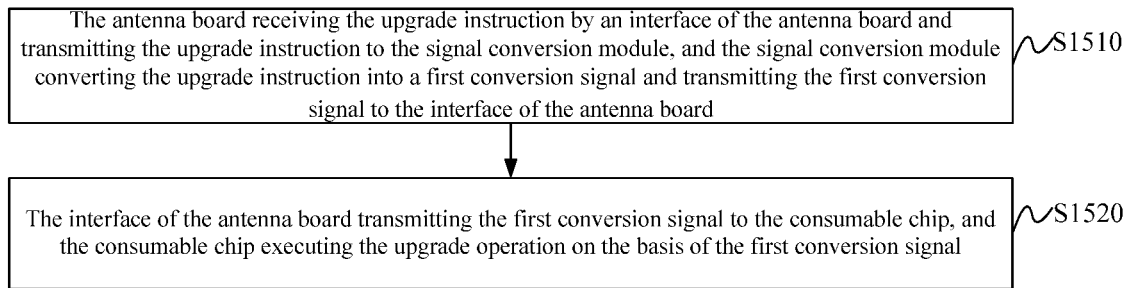 The antenna board receiving the upgrade instruction by an interface of the antenna board and
transmitting the upgrade instruction to the signal conversion module, and the signal conversion module
converting the upgrade instruction into a first conversion signal and transmitting the first conversion
signal to the interface of the antenna board
S1510
The interface of the antenna board transmitting the first conversion signal to the consumable chip, and
the consumable chip executing the upgrade operation on the basis of the first conversion signal
S1520